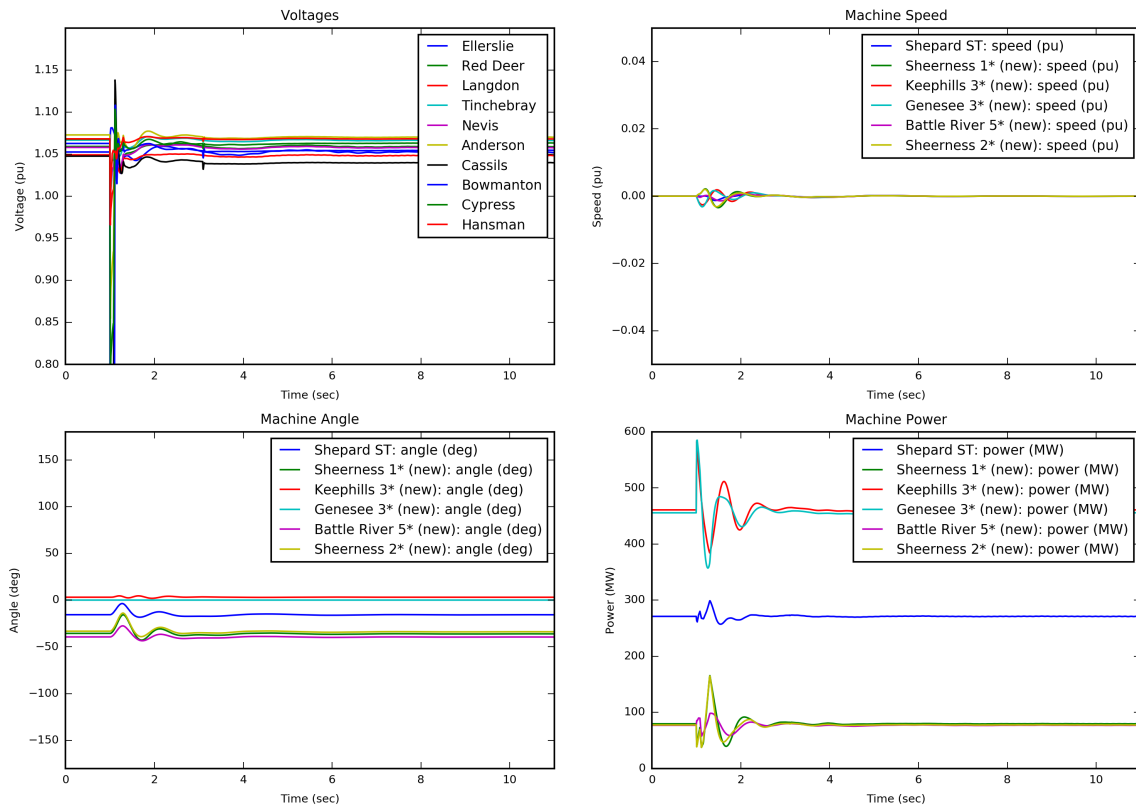 Voltages
1.15
1.10
1.05
1.00
0.95
0.90
0.85
0.80
Voltage (pu)
0 2 4 6 8 10
Time (sec)
Ellerslie
Red Deer
Langdon
Tinchebray
Nevis
Anderson
Cassils
Bowmanton
Cypress
Hansman
Machine Speed
0.04
0.02
0.00
−0.02
−0.04
Speed (pu)
0 2 4 6 8 10
Time (sec)
Shepard ST: speed (pu)
Sheerness 1* (new): speed (pu)
Keephills 3* (new): speed (pu)
Genesee 3* (new): speed (pu)
Battle River 5* (new): speed (pu)
Sheerness 2* (new): speed (pu)
Machine Angle
150
100
50
0
−50
−100
−150
Angle (deg)
0 2 4 6 8 10
Time (sec)
Shepard ST: angle (deg)
Sheerness 1* (new): angle (deg)
Keephills 3* (new): angle (deg)
Genesee 3* (new): angle (deg)
Battle River 5* (new): angle (deg)
Sheerness 2* (new): angle (deg)
Machine Power
600
500
400
300
200
100
0
Power (MW)
0 2 4 6 8 10
Time (sec)
Shepard ST: power (MW)
Sheerness 1* (new): power (MW)
Keephills 3* (new): power (MW)
Genesee 3* (new): power (MW)
Battle River 5* (new): power (MW)
Sheerness 2* (new): power (MW)